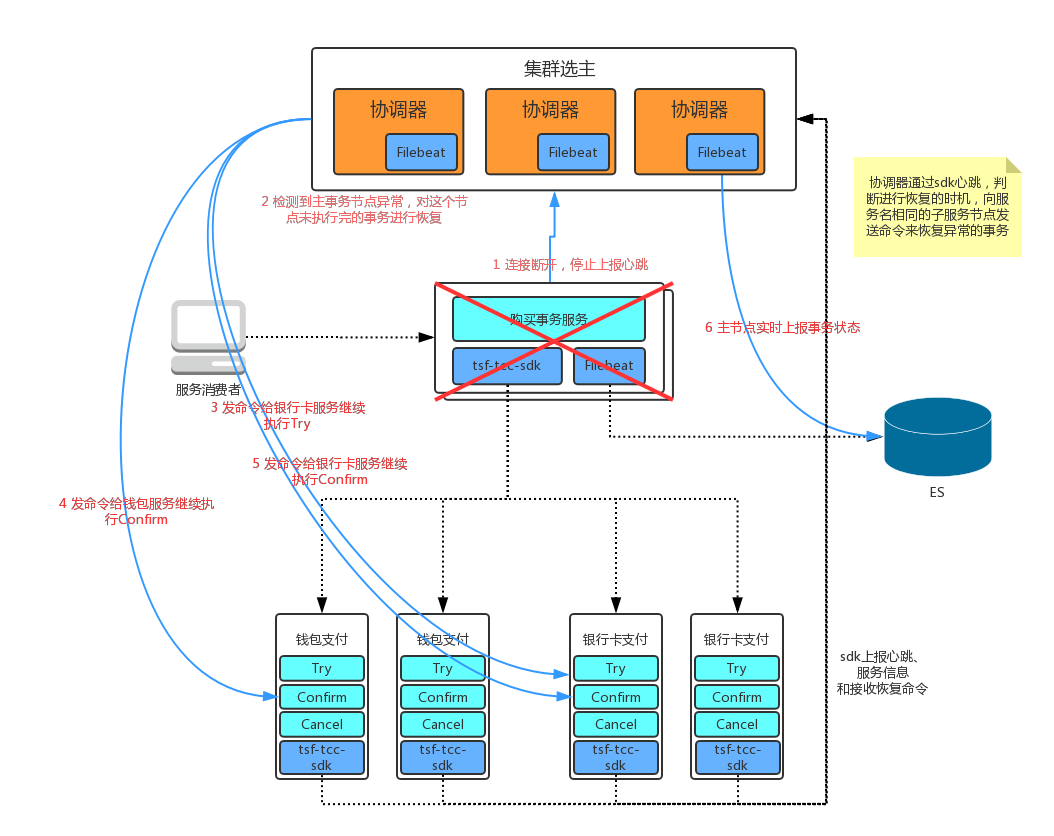 集群选主
协调器
协调器
协调器
Filebeat
Filebeat
Filebeat
协调器通过sdk心跳，判
断进行恢复的时机，向服
务名相同的子服务节点发
送命令来恢复异常的事务
2 检测到主事务节点异常，对这个节
点未执行完的事务进行恢复
1 连接断开，停止上报心跳
购买事务服务
tsf-tcc-sdk
Filebeat
6 主节点实时上报事务状态
服务消费者
3 发命令给银行卡服务继续
执行Try
5 发命令给银行卡服务继续
执行Confirm
4 发命令给钱包服务继续执
行Confirm
ES
钱包支付
Try
Confirm
Cancel
tsf-tcc-
sdk
钱包支付
Try
Confirm
Cancel
tsf-tcc-
sdk
银行卡支付
Try
Confirm
Cancel
tsf-tcc-
sdk
银行卡支付
Try
Confirm
Cancel
tsf-tcc-
sdk
sdk上报心跳、
服务信息
和接收恢复命令